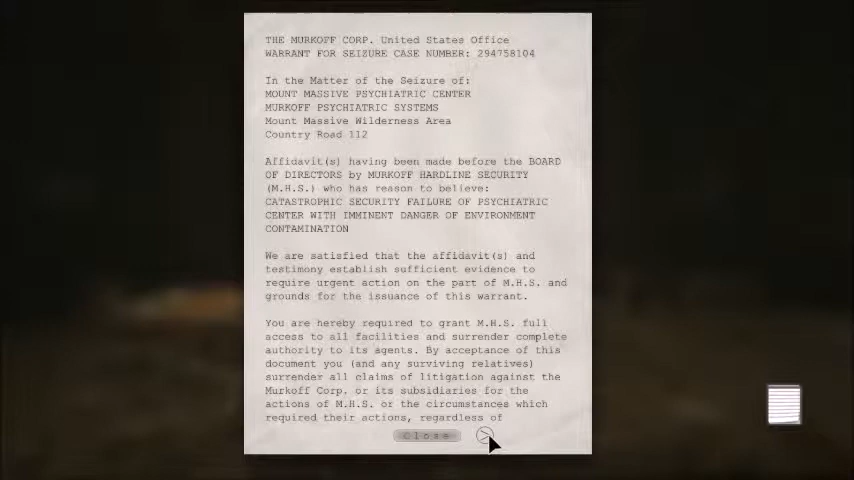 THE MURKOFF CORP. United States Office
WARRANT FOR SEIZURE CASE NUMBER: 294758104
In the Matter of the Seizure of:
MOUNT MASSIVE PSYCHIATRIC CENTER
MURKOFF PSYCHIATRIC SYSTEMS
Mount Massive Wilderness Area
Country Road 112
Affidavit(s) having been made before the BOARD
OF DIRECTORS by MURKOFF HARDLINE SECURITY
(M.H.S.) who has reason to believe:
CATASTROPHIC SECURITY FAILURE OF PSYCHIATRIC
CENTER WITH IMMINENT DANGER OF ENVIRONMENT
CONTAMINATION
We are satisfied that the affidavit(s) and
testimony establish sufficient evidence to
require urgent action on the part of M.H.S. and
grounds for the issuance of this warrant.
You are hereby required to grant M.H.S. full
access to all facilities and surrender complete
authority to its agents. By acceptance of this
document you (and any surviving relatives)
surrender all claims of litigation against the
Murkoff Corp. or its subsidiaries for the
actions of M.H.S. or the circumstances which
required their actions, regardless of
Close >